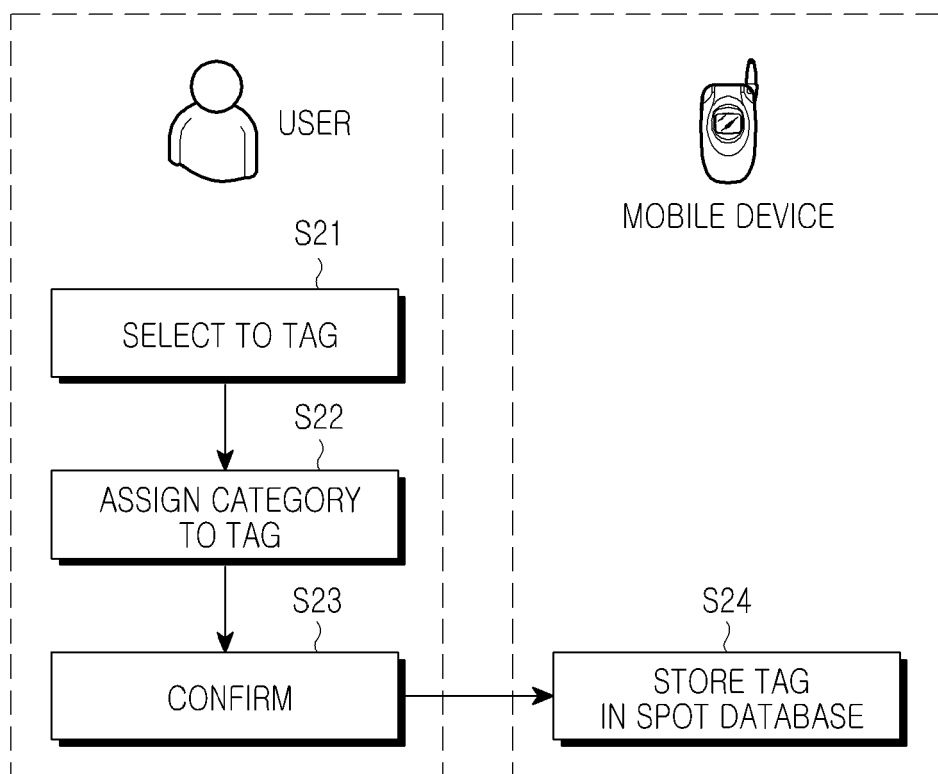 USER
MOBILE DEVICE
S21
SELECT TO TAG
S22
ASSIGN CATEGORY
TO TAG
S23
CONFIRM
S24
STORE TAG
IN SPOT DATABASE